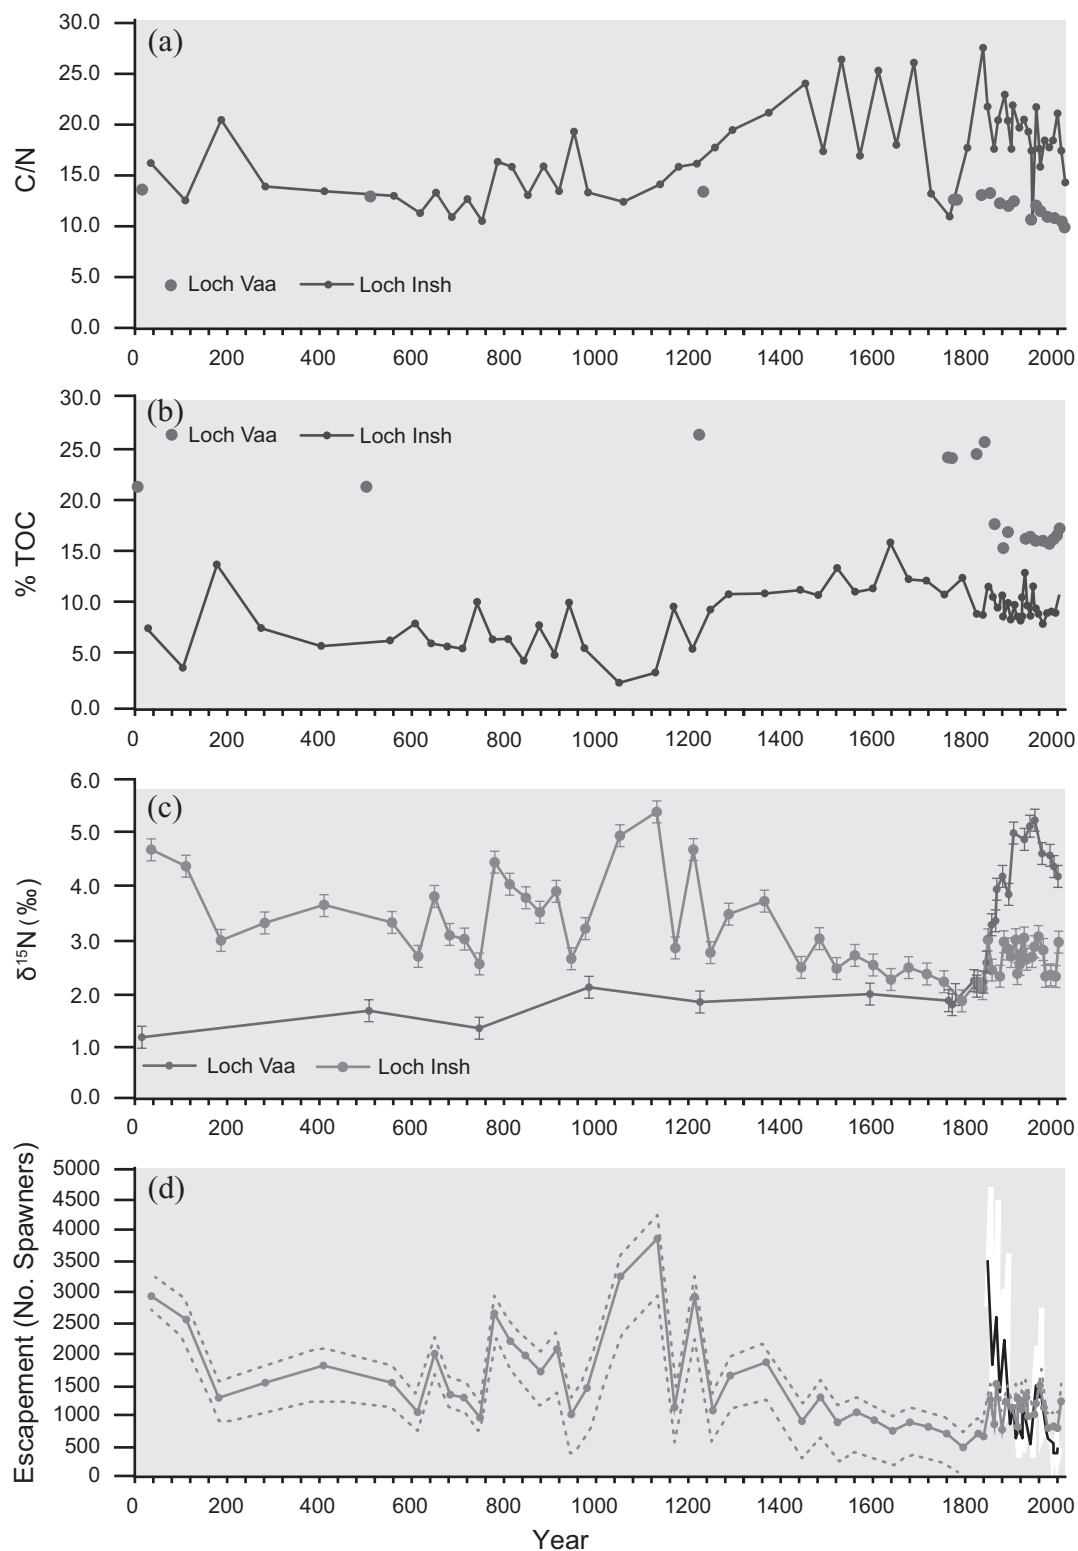 (a)
30.0
25.0
20.0
15.0
10.0
5.0
0.0
C/N
Loch Vaa Loch Insh
0 200 400 600 800 1000 1200 1400 1600 1800 2000
(b)
30.0
25.0
20.0
15.0
10.0
5.0
0.0
% TOC
Loch Vaa Loch Insh
0 200 400 600 800 1000 1200 1400 1600 1800 2000
(c)
6.0
5.0
4.0
3.0
2.0
1.0
0.0
δ¹⁵N (‰)
Loch Vaa Loch Insh
0 200 400 600 800 1000 1200 1400 1600 1800 2000
(d)
5000
4500
4000
3500
3000
2500
2000
1500
1000
500
0
Escapement (No. Spawners)
0 200 400 600 800 1000 1200 1400 1600 1800 2000
Year